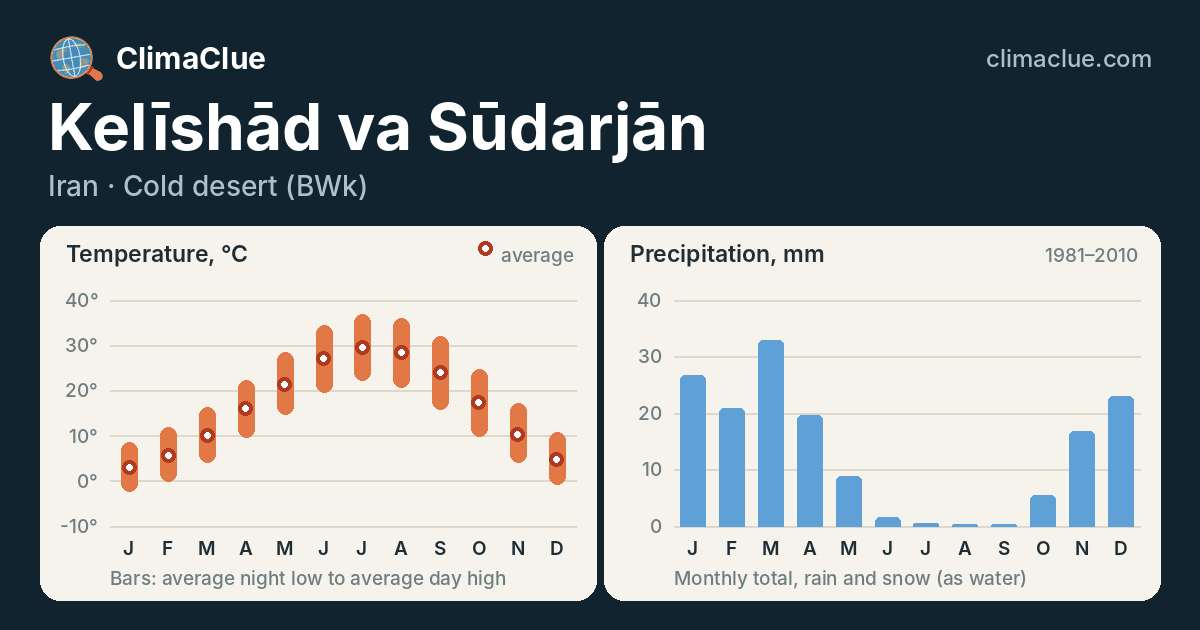 ClimaClue
climaclue.com
Kelīshād va Sūdarjān
Iran · Cold desert (BWk)
Temperature, °C
average
40°
30°
20°
10°
0°
-10°
J F M A M J J A S O N D
Bars: average night low to average day high
Precipitation, mm
1981–2010
40
30
20
10
0
J F M A M J J A S O N D
Monthly total, rain and snow (as water)